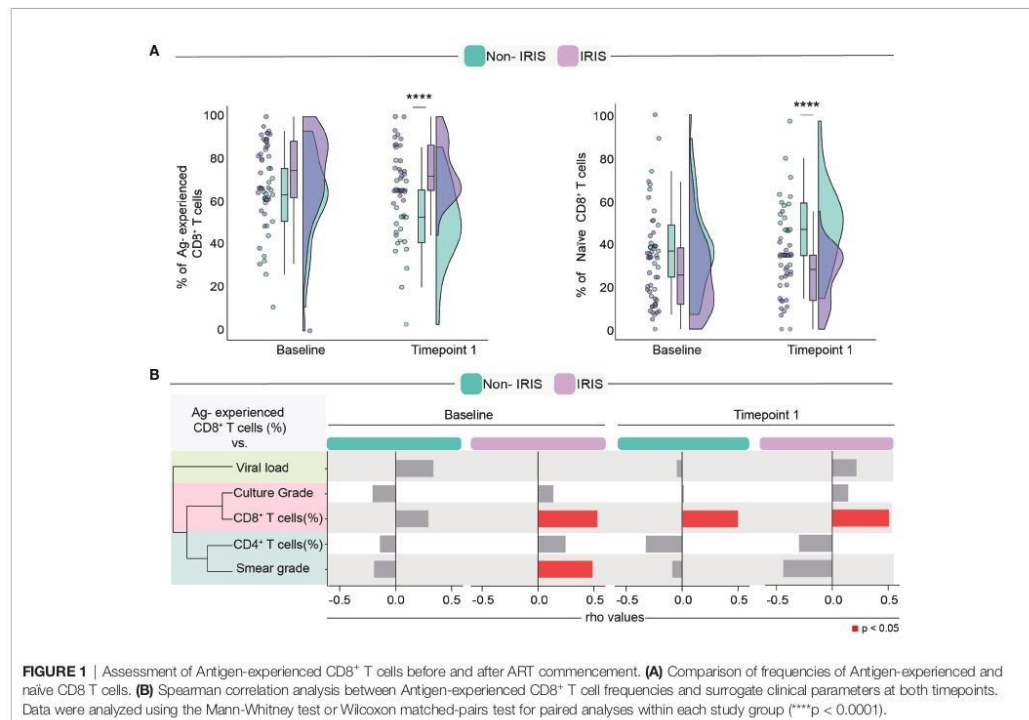 A
Non- IRIS IRIS
% of Ag- experienced
CD8⁺ T cells
100
80
60
40
20
0
****
Baseline Timepoint 1
% of Naïve CD8⁺ T cells
100
80
60
40
20
0
****
Baseline Timepoint 1
B
Non- IRIS IRIS
Ag- experienced
CD8⁺ T cells (%)
vs.
Baseline Timepoint 1
Viral load
Culture Grade
CD8⁺ T cells(%)
CD4⁺ T cells(%)
Smear grade
-0.5 0.0 0.5 -0.5 0.0 0.5 -0.5 0.0 0.5 -0.5 0.0 0.5
rho values
p < 0.05
FIGURE 1 | Assessment of Antigen-experienced CD8⁺ T cells before and after ART commencement. (A) Comparison of frequencies of Antigen-experienced and
naïve CD8 T cells. (B) Spearman correlation analysis between Antigen-experienced CD8⁺ T cell frequencies and surrogate clinical parameters at both timepoints.
Data were analyzed using the Mann-Whitney test or Wilcoxon matched-pairs test for paired analyses within each study group (****p < 0.0001).